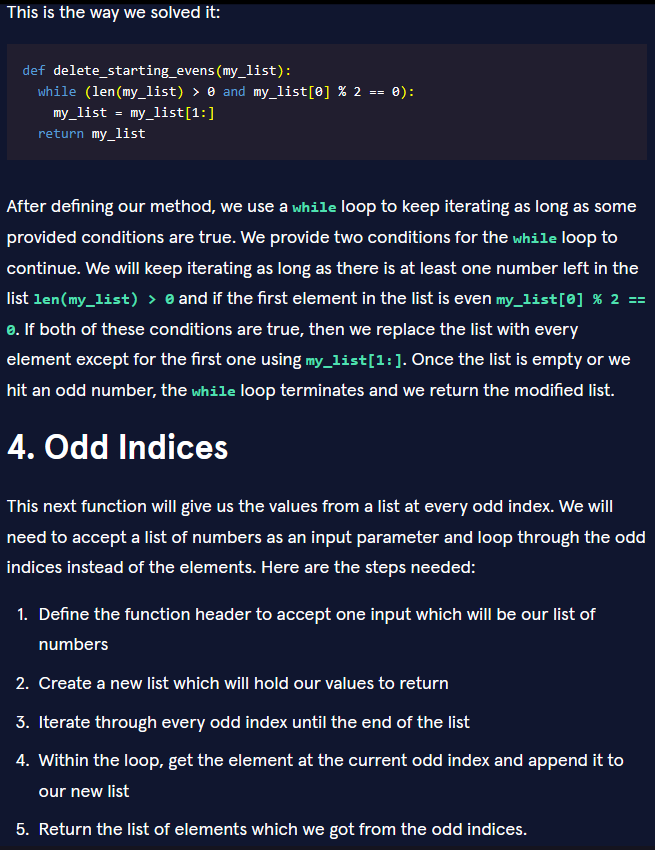 This is the way we solved it:
def delete_starting_evens(my_list):
  while (len(my_list) > 0 and my_list[0] % 2 == 0):
    my_list = my_list[1:]
  return my_list
After defining our method, we use a while loop to keep iterating as long as some
provided conditions are true. We provide two conditions for the while loop to
continue. We will keep iterating as long as there is at least one number left in the
list len(my_list) > 0 and if the first element in the list is even my_list[0] % 2 ==
0. If both of these conditions are true, then we replace the list with every
element except for the first one using my_list[1:]. Once the list is empty or we
hit an odd number, the while loop terminates and we return the modified list.
4. Odd Indices
This next function will give us the values from a list at every odd index. We will
need to accept a list of numbers as an input parameter and loop through the odd
indices instead of the elements. Here are the steps needed:
1. Define the function header to accept one input which will be our list of
numbers
2. Create a new list which will hold our values to return
3. Iterate through every odd index until the end of the list
4. Within the loop, get the element at the current odd index and append it to
our new list
5. Return the list of elements which we got from the odd indices.